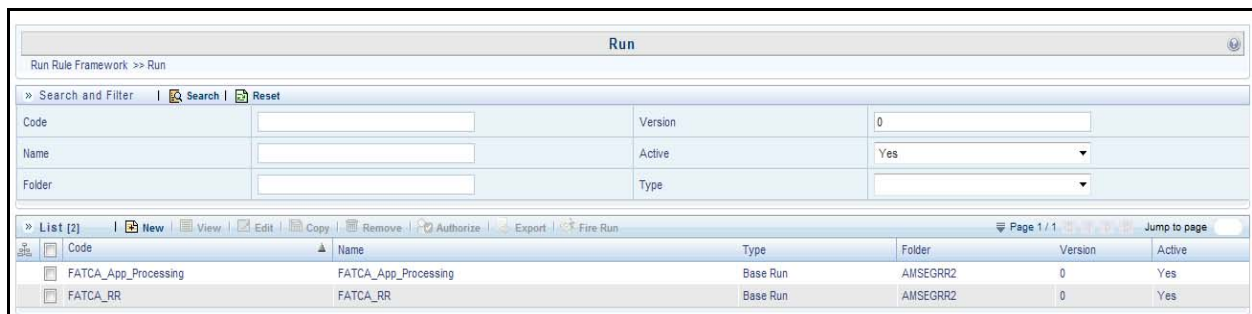 Run
Run Rule Framework >> Run
» Search and Filter | Search | Reset
Code Version 0
Name Active Yes
Folder Type
» List [2] | New | View | Edit | Copy | Remove | Authorize | Export | Fire Run Page 1 / 1 Jump to page
Code Name Type Folder Version Active
FATCA_App_Processing FATCA_App_Processing Base Run AMSEGRR2 0 Yes
FATCA_RR FATCA_RR Base Run AMSEGRR2 0 Yes